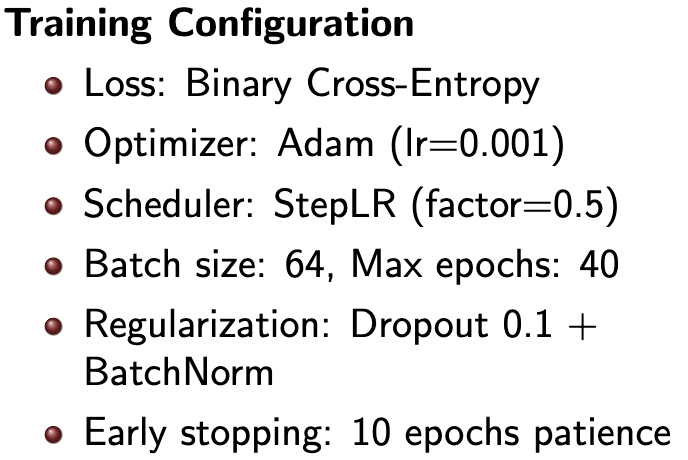 Training Configuration
Loss: Binary Cross-Entropy
Optimizer: Adam (lr=0.001)
Scheduler: StepLR (factor=0.5)
Batch size: 64, Max epochs: 40
Regularization: Dropout 0.1 +
BatchNorm
Early stopping: 10 epochs patience